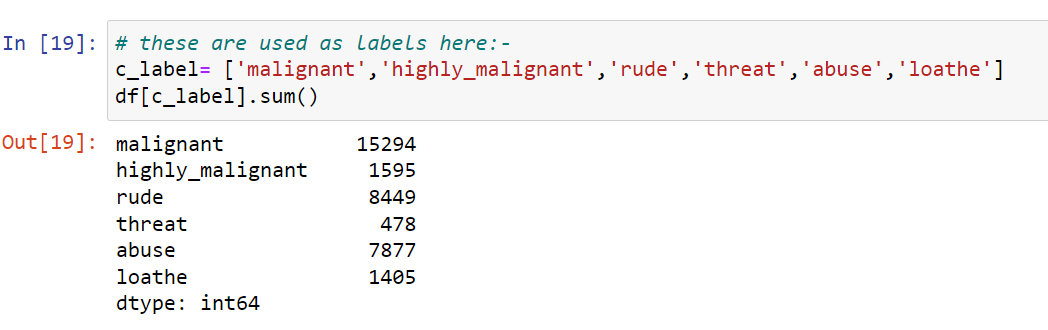 In [19]: # these are used as labels here:-
c_label= ['malignant','highly_malignant','rude','threat','abuse','loathe']
df[c_label].sum()
Out[19]: malignant 15294
highly_malignant 1595
rude 8449
threat 478
abuse 7877
loathe 1405
dtype: int64